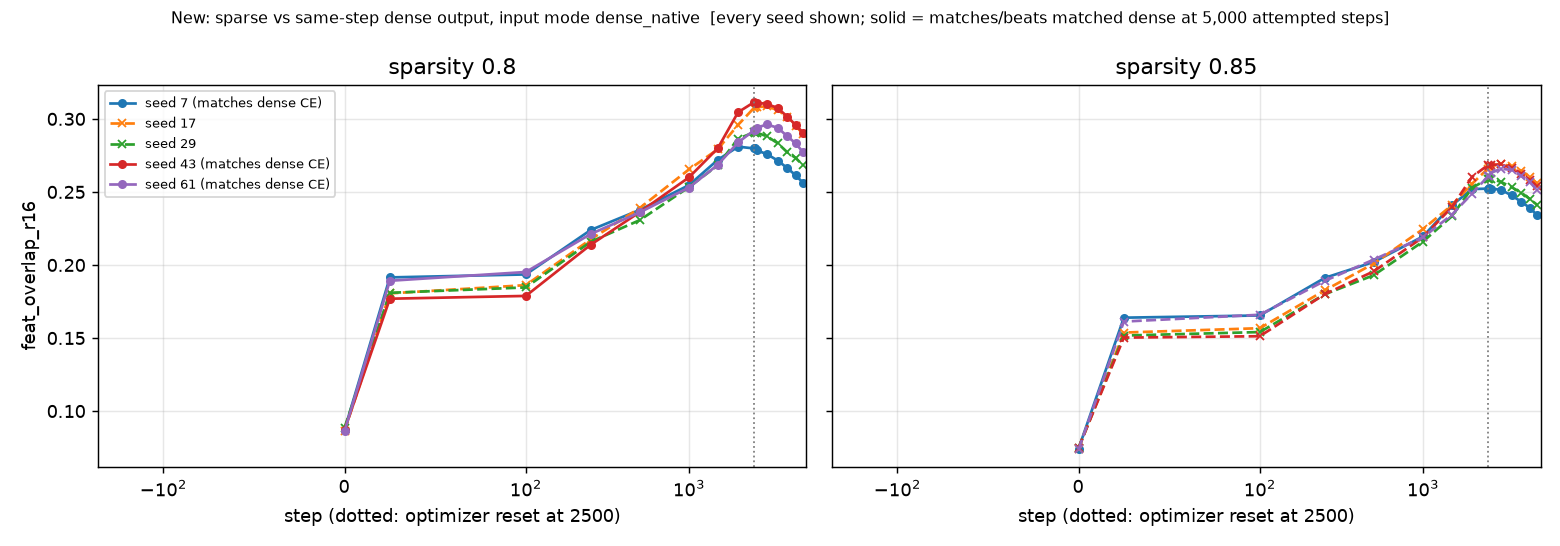 New: sparse vs same-step dense output, input mode dense_native  [every seed shown; solid = matches/beats matched dense at 5,000 attempted steps]
sparsity 0.8
sparsity 0.85
feat_overlap_r16
0.30
0.25
0.20
0.15
0.10
seed 7 (matches dense CE)
seed 17
seed 29
seed 43 (matches dense CE)
seed 61 (matches dense CE)
−10²
0
10²
10³
−10²
0
10²
10³
step (dotted: optimizer reset at 2500)
step (dotted: optimizer reset at 2500)